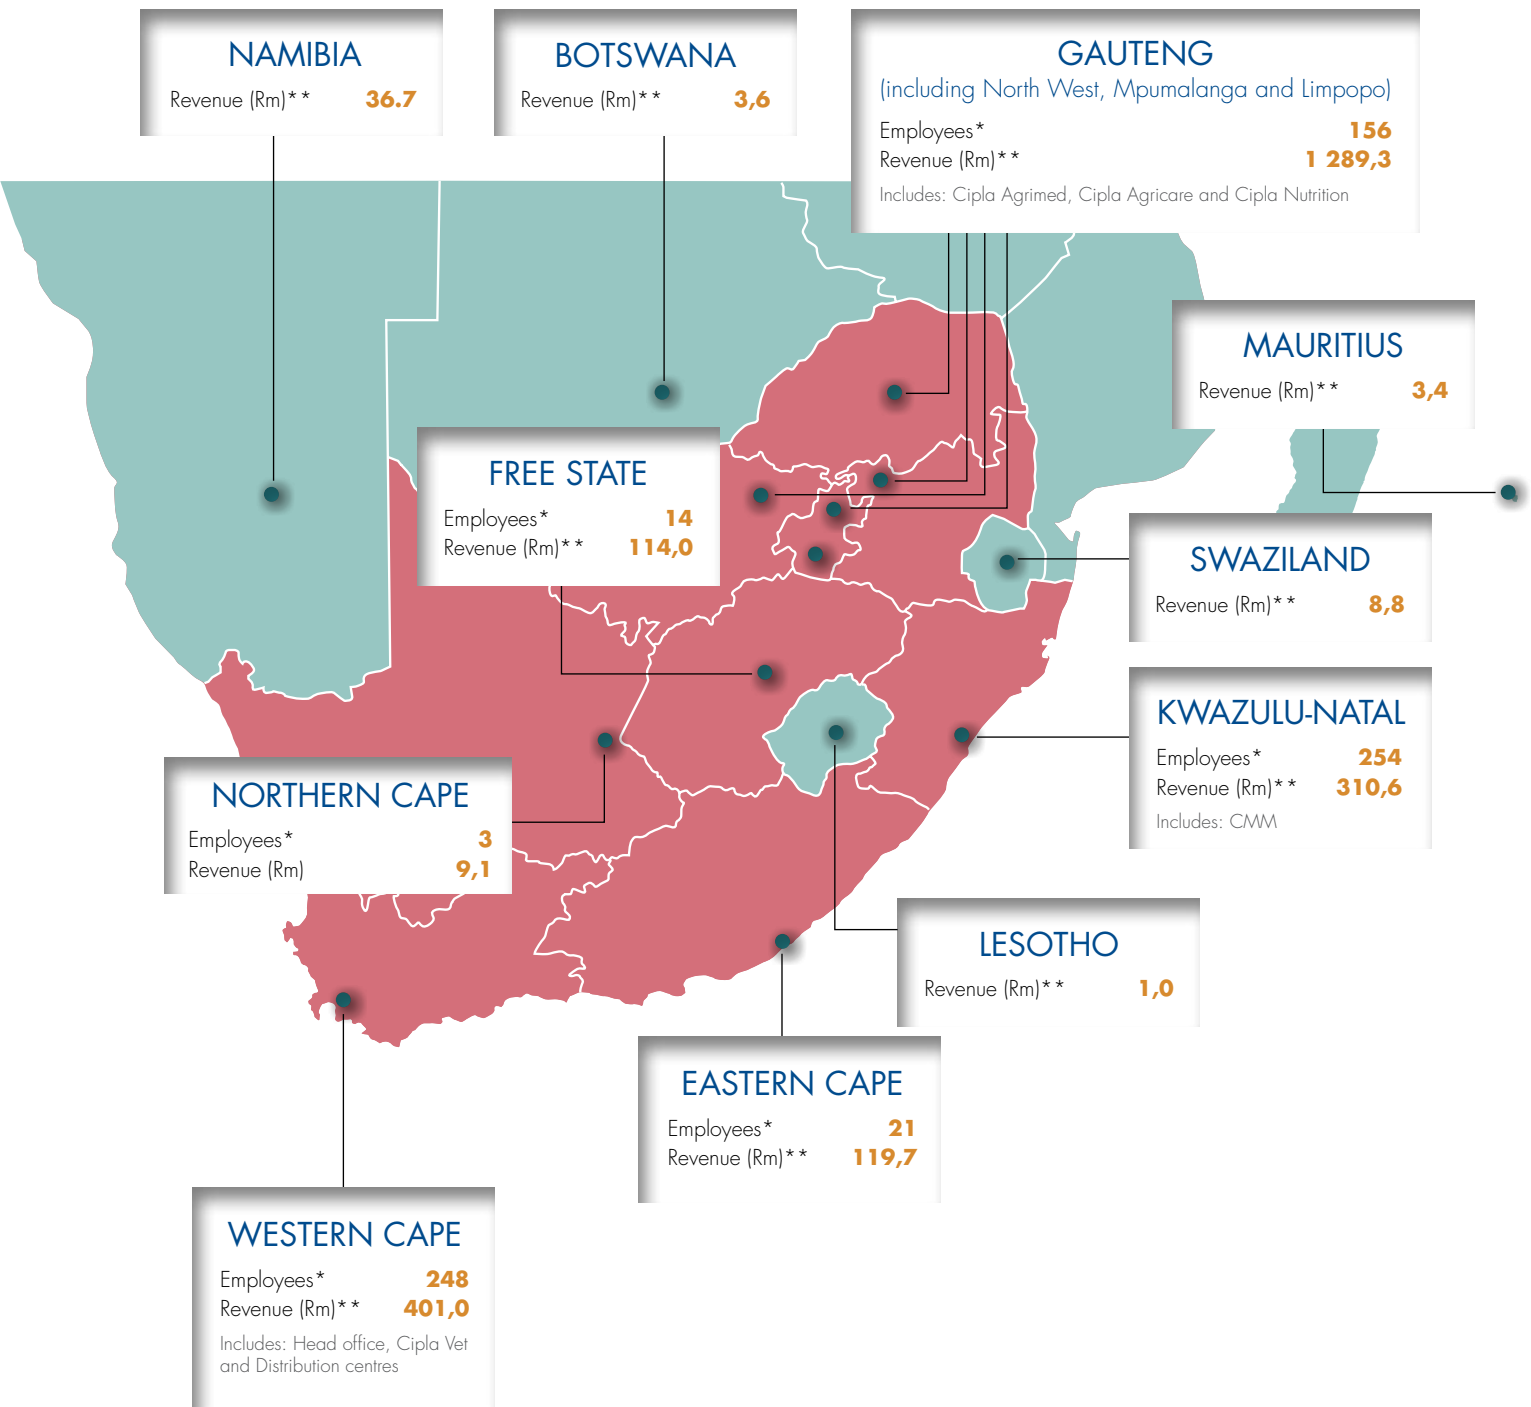 NAMIBIA
Revenue (Rm)** 36.7
BOTSWANA
Revenue (Rm)** 3,6
GAUTENG
(including North West, Mpumalanga and Limpopo)
Employees* 156
Revenue (Rm)** 1 289,3
Includes: Cipla Agrimed, Cipla Agricare and Cipla Nutrition
MAURITIUS
Revenue (Rm)** 3,4
FREE STATE
Employees* 14
Revenue (Rm)** 114,0
SWAZILAND
Revenue (Rm)** 8,8
KWAZULU-NATAL
Employees* 254
Revenue (Rm)** 310,6
Includes: CMM
NORTHERN CAPE
Employees* 3
Revenue (Rm) 9,1
LESOTHO
Revenue (Rm)** 1,0
EASTERN CAPE
Employees* 21
Revenue (Rm)** 119,7
WESTERN CAPE
Employees* 248
Revenue (Rm)** 401,0
Includes: Head office, Cipla Vet
and Distribution centres